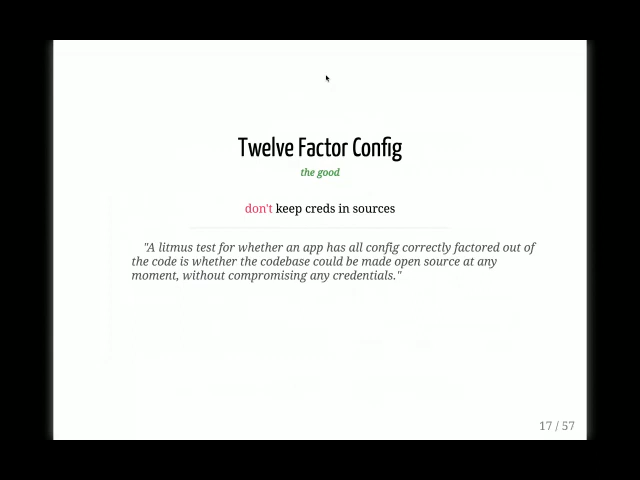 Twelve Factor Config
the good
don't keep creds in sources
"A litmus test for whether an app has all config correctly factored out of
the code is whether the codebase could be made open source at any
moment, without compromising any credentials."
17 / 57